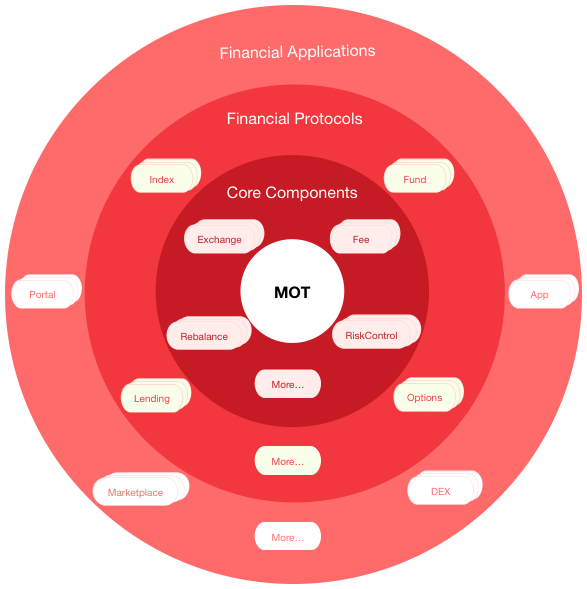 Financial Applications
Financial Protocols
Index
Fund
Core Components
Exchange
Fee
MOT
Portal
App
Rebalance
RiskControl
More...
Lending
Options
More...
Marketplace
DEX
More...